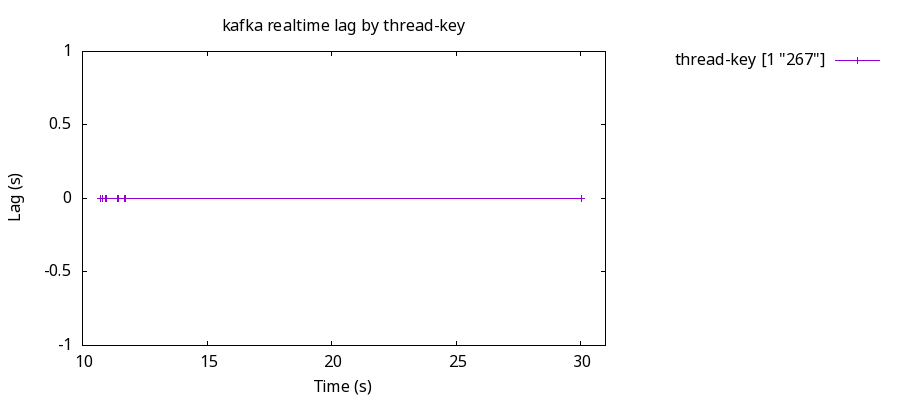 kafka realtime lag by thread-key
thread-key [1 "267"]
1
0.5
0
-0.5
-1
Lag (s)
10 15 20 25 30
Time (s)